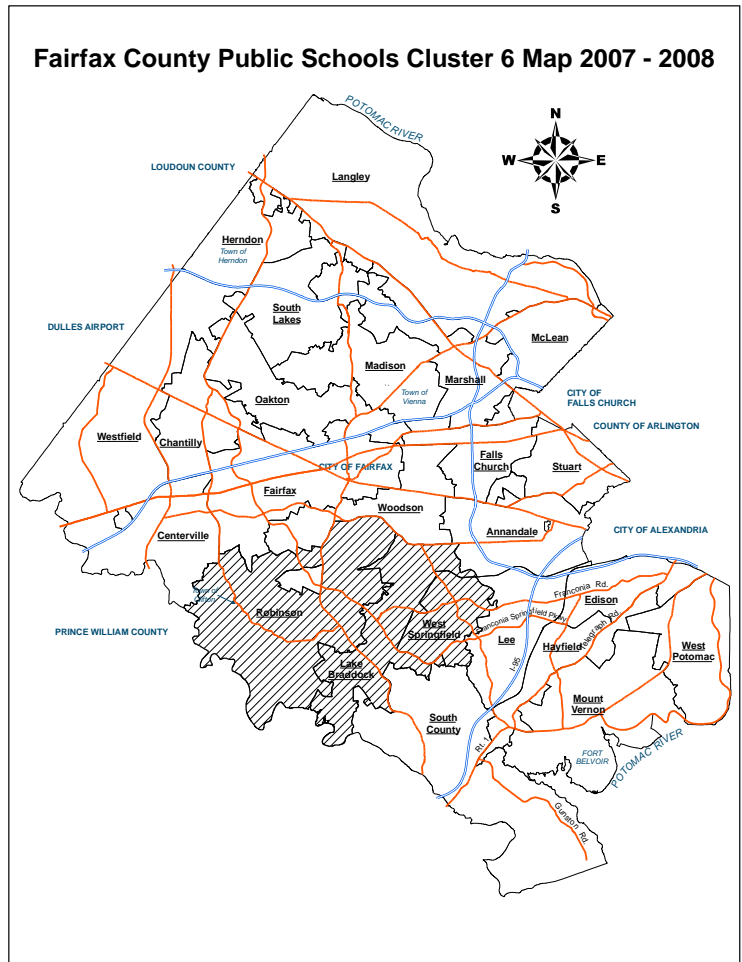 Fairfax County Public Schools Cluster 6 Map 2007 - 2008
POTOMAC RIVER
N
W
E
S
LOUDOUN COUNTY
Langley
Herndon
Town of
Herndon
South
Lakes
DULLES AIRPORT
McLean
Madison
Marshall
Town of
Vienna
CITY OF
FALLS CHURCH
Oakton
COUNTY OF ARLINGTON
Westfield
Chantilly
CITY OF FAIRFAX
Falls
Church
Stuart
Fairfax
Woodson
Annandale
CITY OF ALEXANDRIA
Centerville
Town of
Clifton
Robinson
Franconia Rd.
Edison
Franconia Springfield Pkwy
Telegraph Rd.
West
Springfield
PRINCE WILLIAM COUNTY
Lee
Hayfield
West
Potomac
Lake
Braddock
I-95
Mount
Vernon
South
County
Rt. 1
FORT
BELVOIR
POTOMAC RIVER
Gunston Rd.